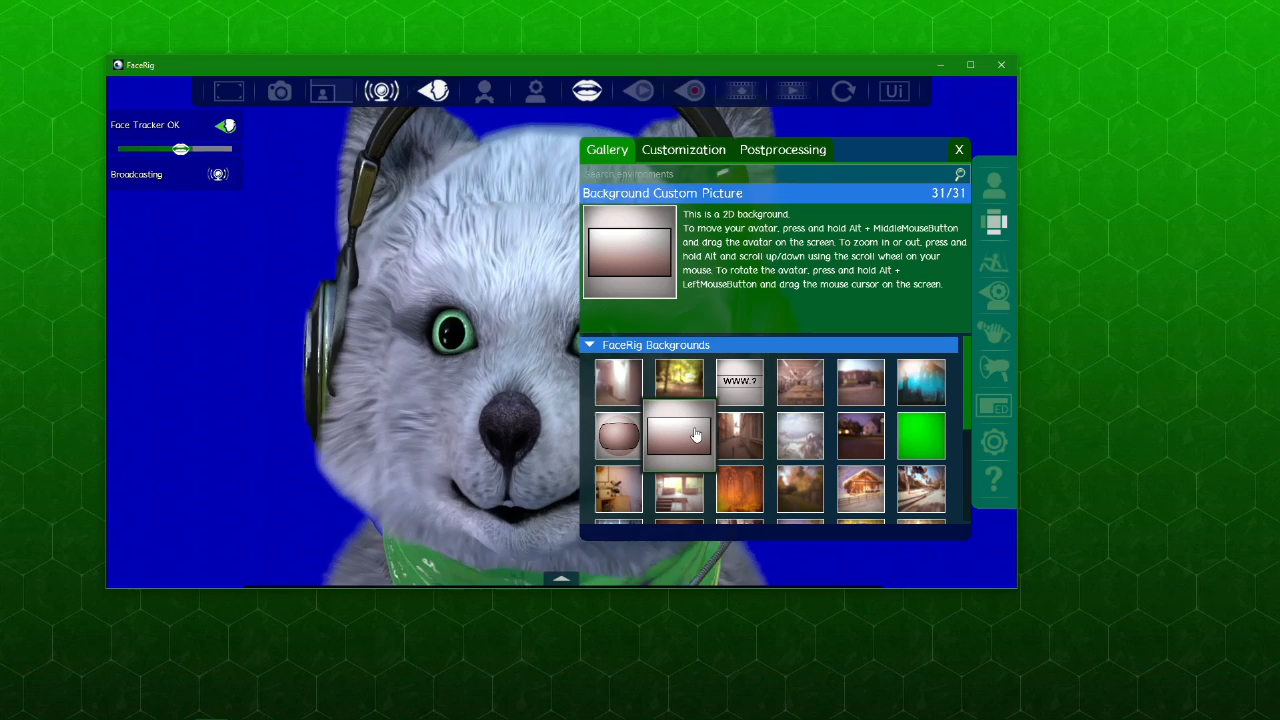 FaceRig
Ui
Face Tracker OK
Broadcasting
Gallery Customization Postprocessing X
Search environments
Background Custom Picture 31/31
This is a 2D background.
To move your avatar, press and hold Alt + MiddleMouseButton
and drag the avatar on the screen. To zoom in or out, press and
hold Alt and scroll up/down using the scroll wheel on your
mouse. To rotate the avatar, press and hold Alt +
LeftMouseButton and drag the mouse cursor on the screen.
FaceRig Backgrounds
WWW.?
ED
?